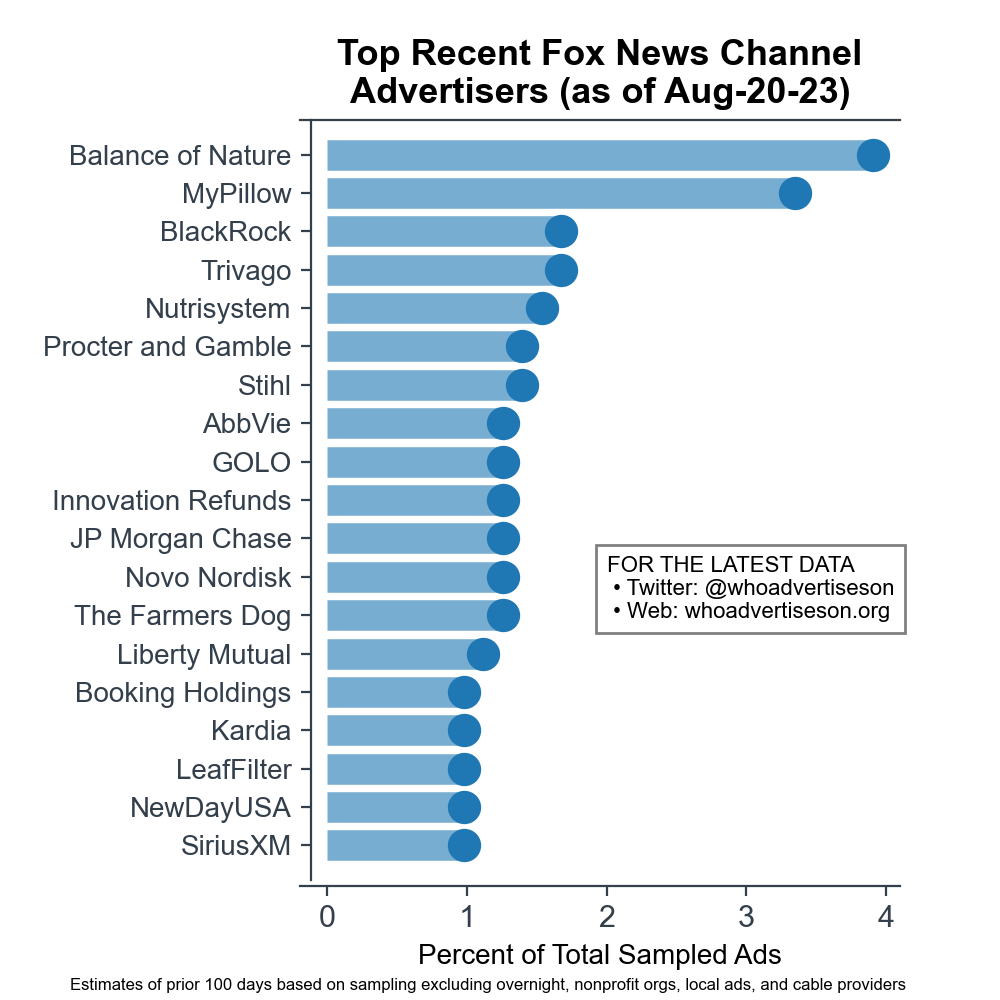 Top Recent Fox News Channel
Advertisers (as of Aug-20-23)
Balance of Nature
MyPillow
BlackRock
Trivago
Nutrisystem
Procter and Gamble
Stihl
AbbVie
GOLO
Innovation Refunds
JP Morgan Chase
Novo Nordisk
The Farmers Dog
Liberty Mutual
Booking Holdings
Kardia
LeafFilter
NewDayUSA
SiriusXM
FOR THE LATEST DATA
• Twitter: @whoadvertiseson
• Web: whoadvertiseson.org
0 1 2 3 4
Percent of Total Sampled Ads
Estimates of prior 100 days based on sampling excluding overnight, nonprofit orgs, local ads, and cable providers